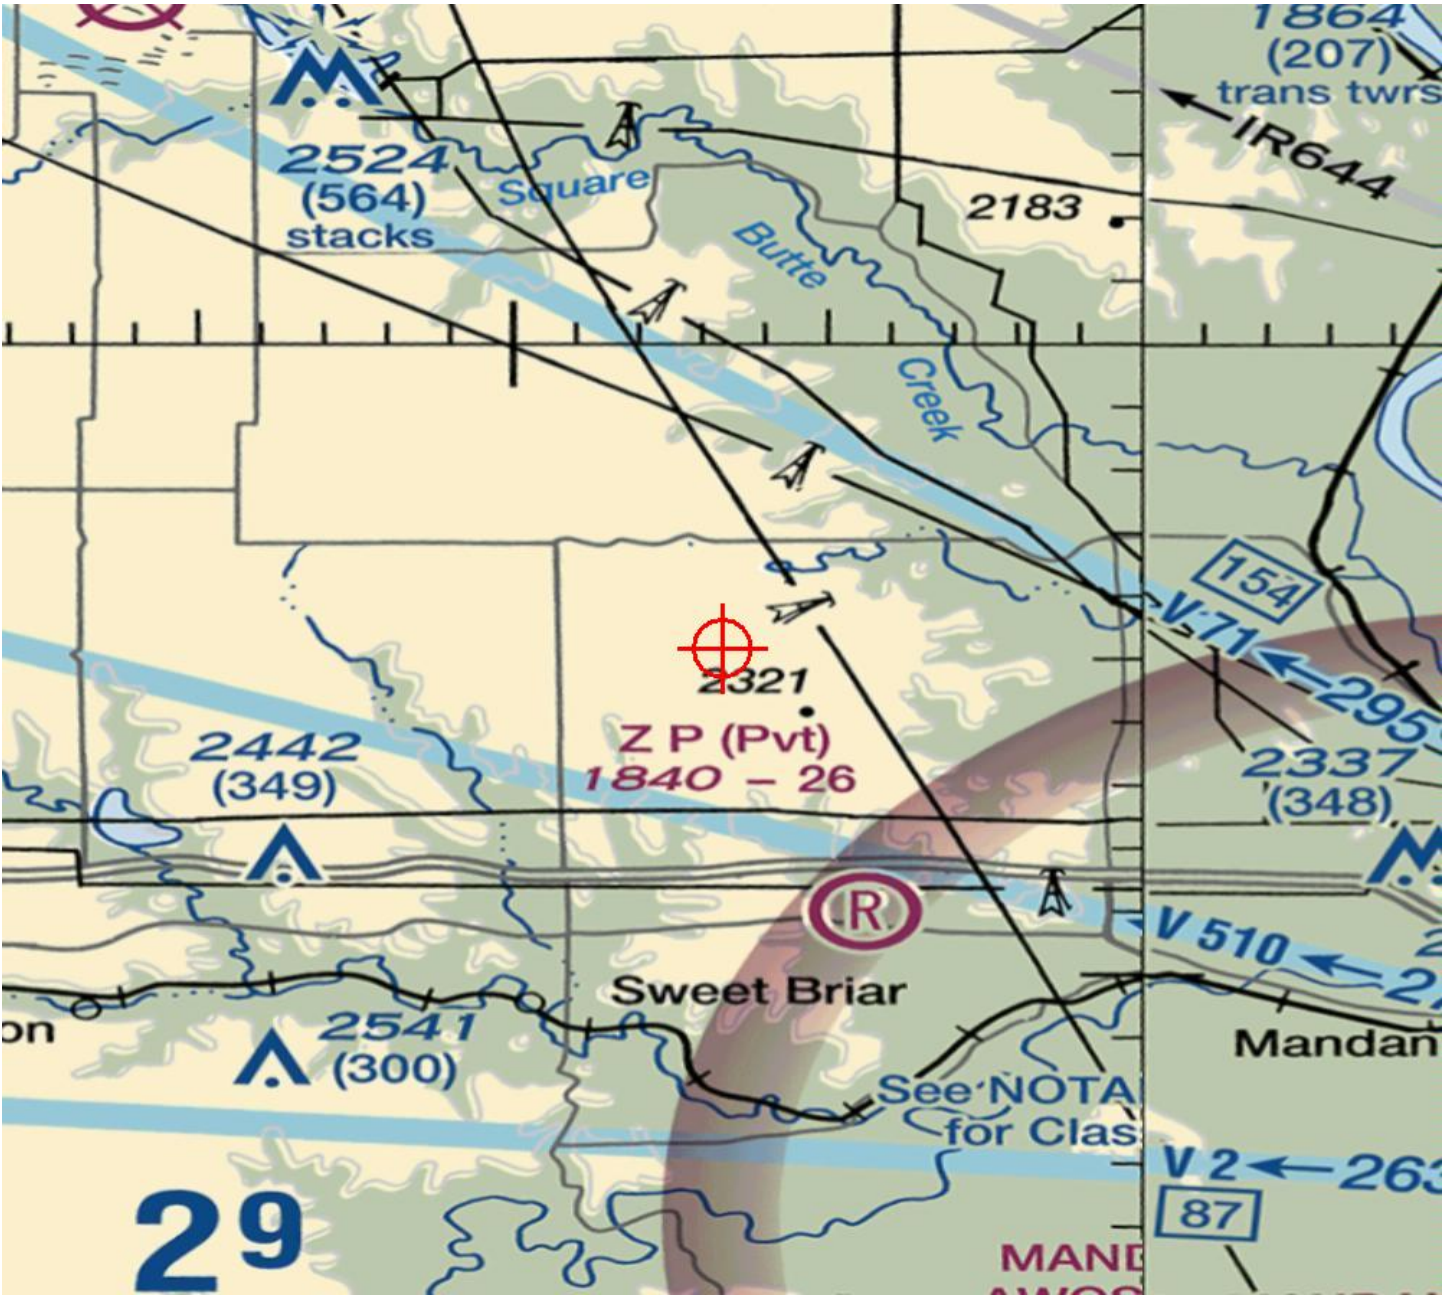 1864
(207)
trans twrs
IR644
2524
(564)
stacks
Square
Butte
Creek
2183
154
V 71
295
2321
Z P (Pvt)
1840 - 26
2442
(349)
2337
(348)
R
V 510
Sweet Briar
on
2541
(300)
Mandan
See NOTA
for Clas
V 2
263
87
29
MAND
AWOS